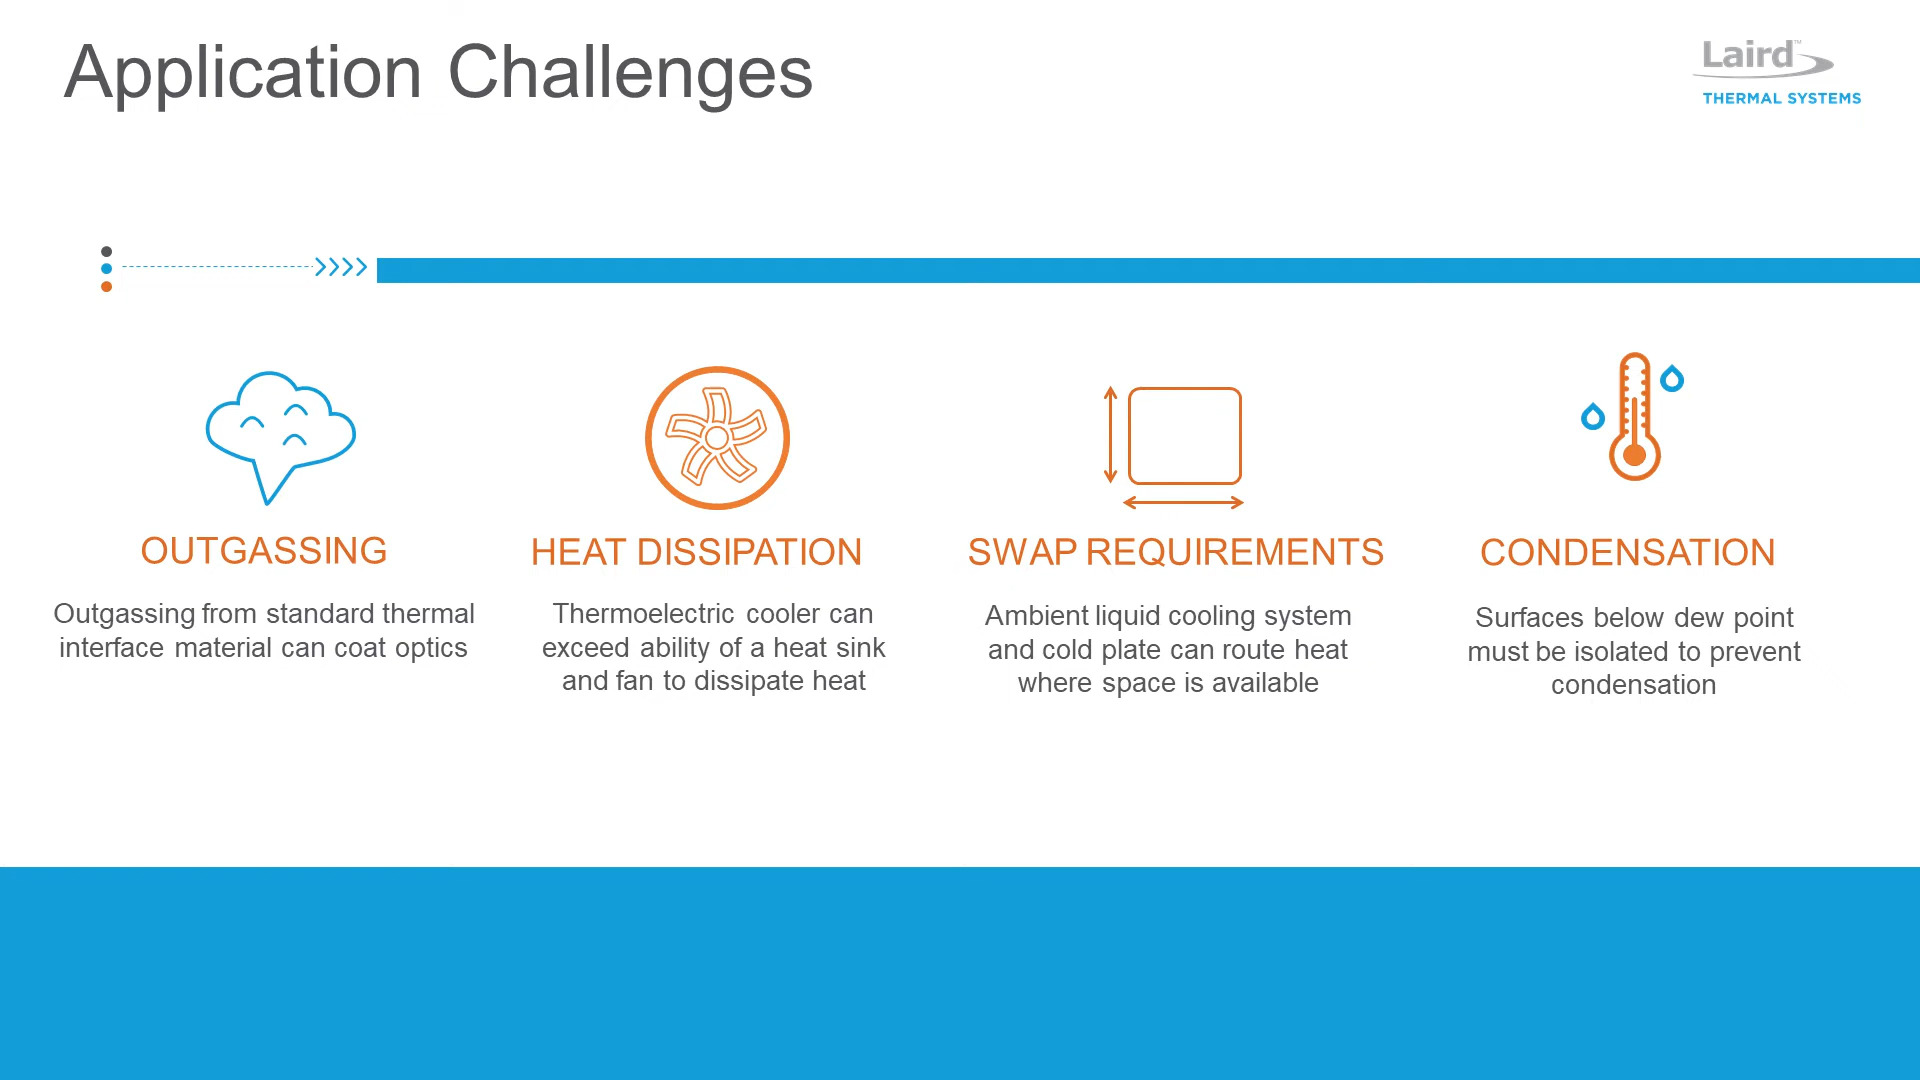 Application Challenges
Laird™
THERMAL SYSTEMS
OUTGASSING
Outgassing from standard thermal
interface material can coat optics
HEAT DISSIPATION
Thermoelectric cooler can
exceed ability of a heat sink
and fan to dissipate heat
SWAP REQUIREMENTS
Ambient liquid cooling system
and cold plate can route heat
where space is available
CONDENSATION
Surfaces below dew point
must be isolated to prevent
condensation